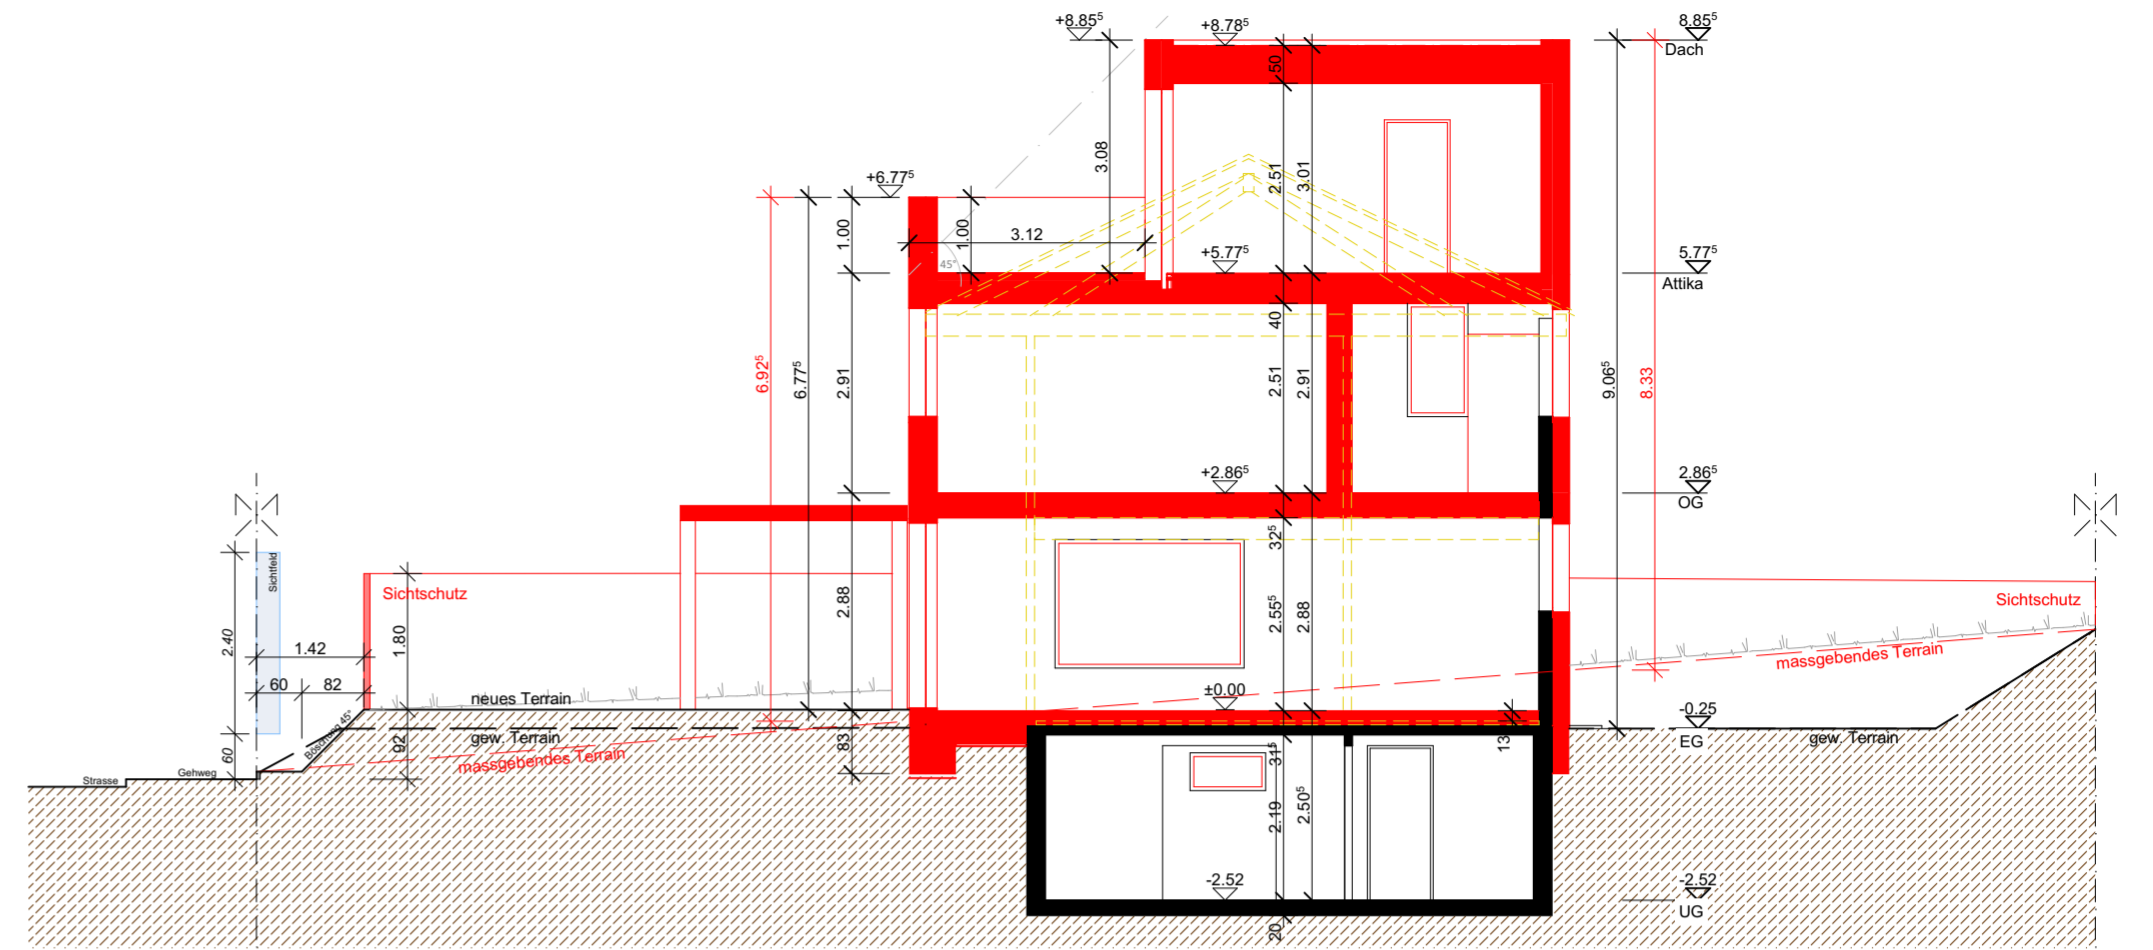 +8.85⁵
+8.78⁵
8.85⁵
Dach
50
3.08
2.51
3.01
+6.77⁵
1.00
1.00
3.12
45°
+5.77⁵
5.77⁵
Attika
40
6.92⁵
6.77⁵
2.91
2.51
2.91
9.06⁵
8.33
+2.86⁵
2.86⁵
OG
32⁵
Sichtfeld
Sichtschutz
Sichtschutz
2.40
1.42
1.80
2.88
2.55⁵
2.88
massgebendes Terrain
60
82
neues Terrain
±0.00
-0.25
EG
gew. Terrain
gew. Terrain
Böschung 45°
massgebendes Terrain
60
92
83
31⁵
13
Gehweg
Strasse
2.19
2.50⁵
-2.52
-2.52
UG
20